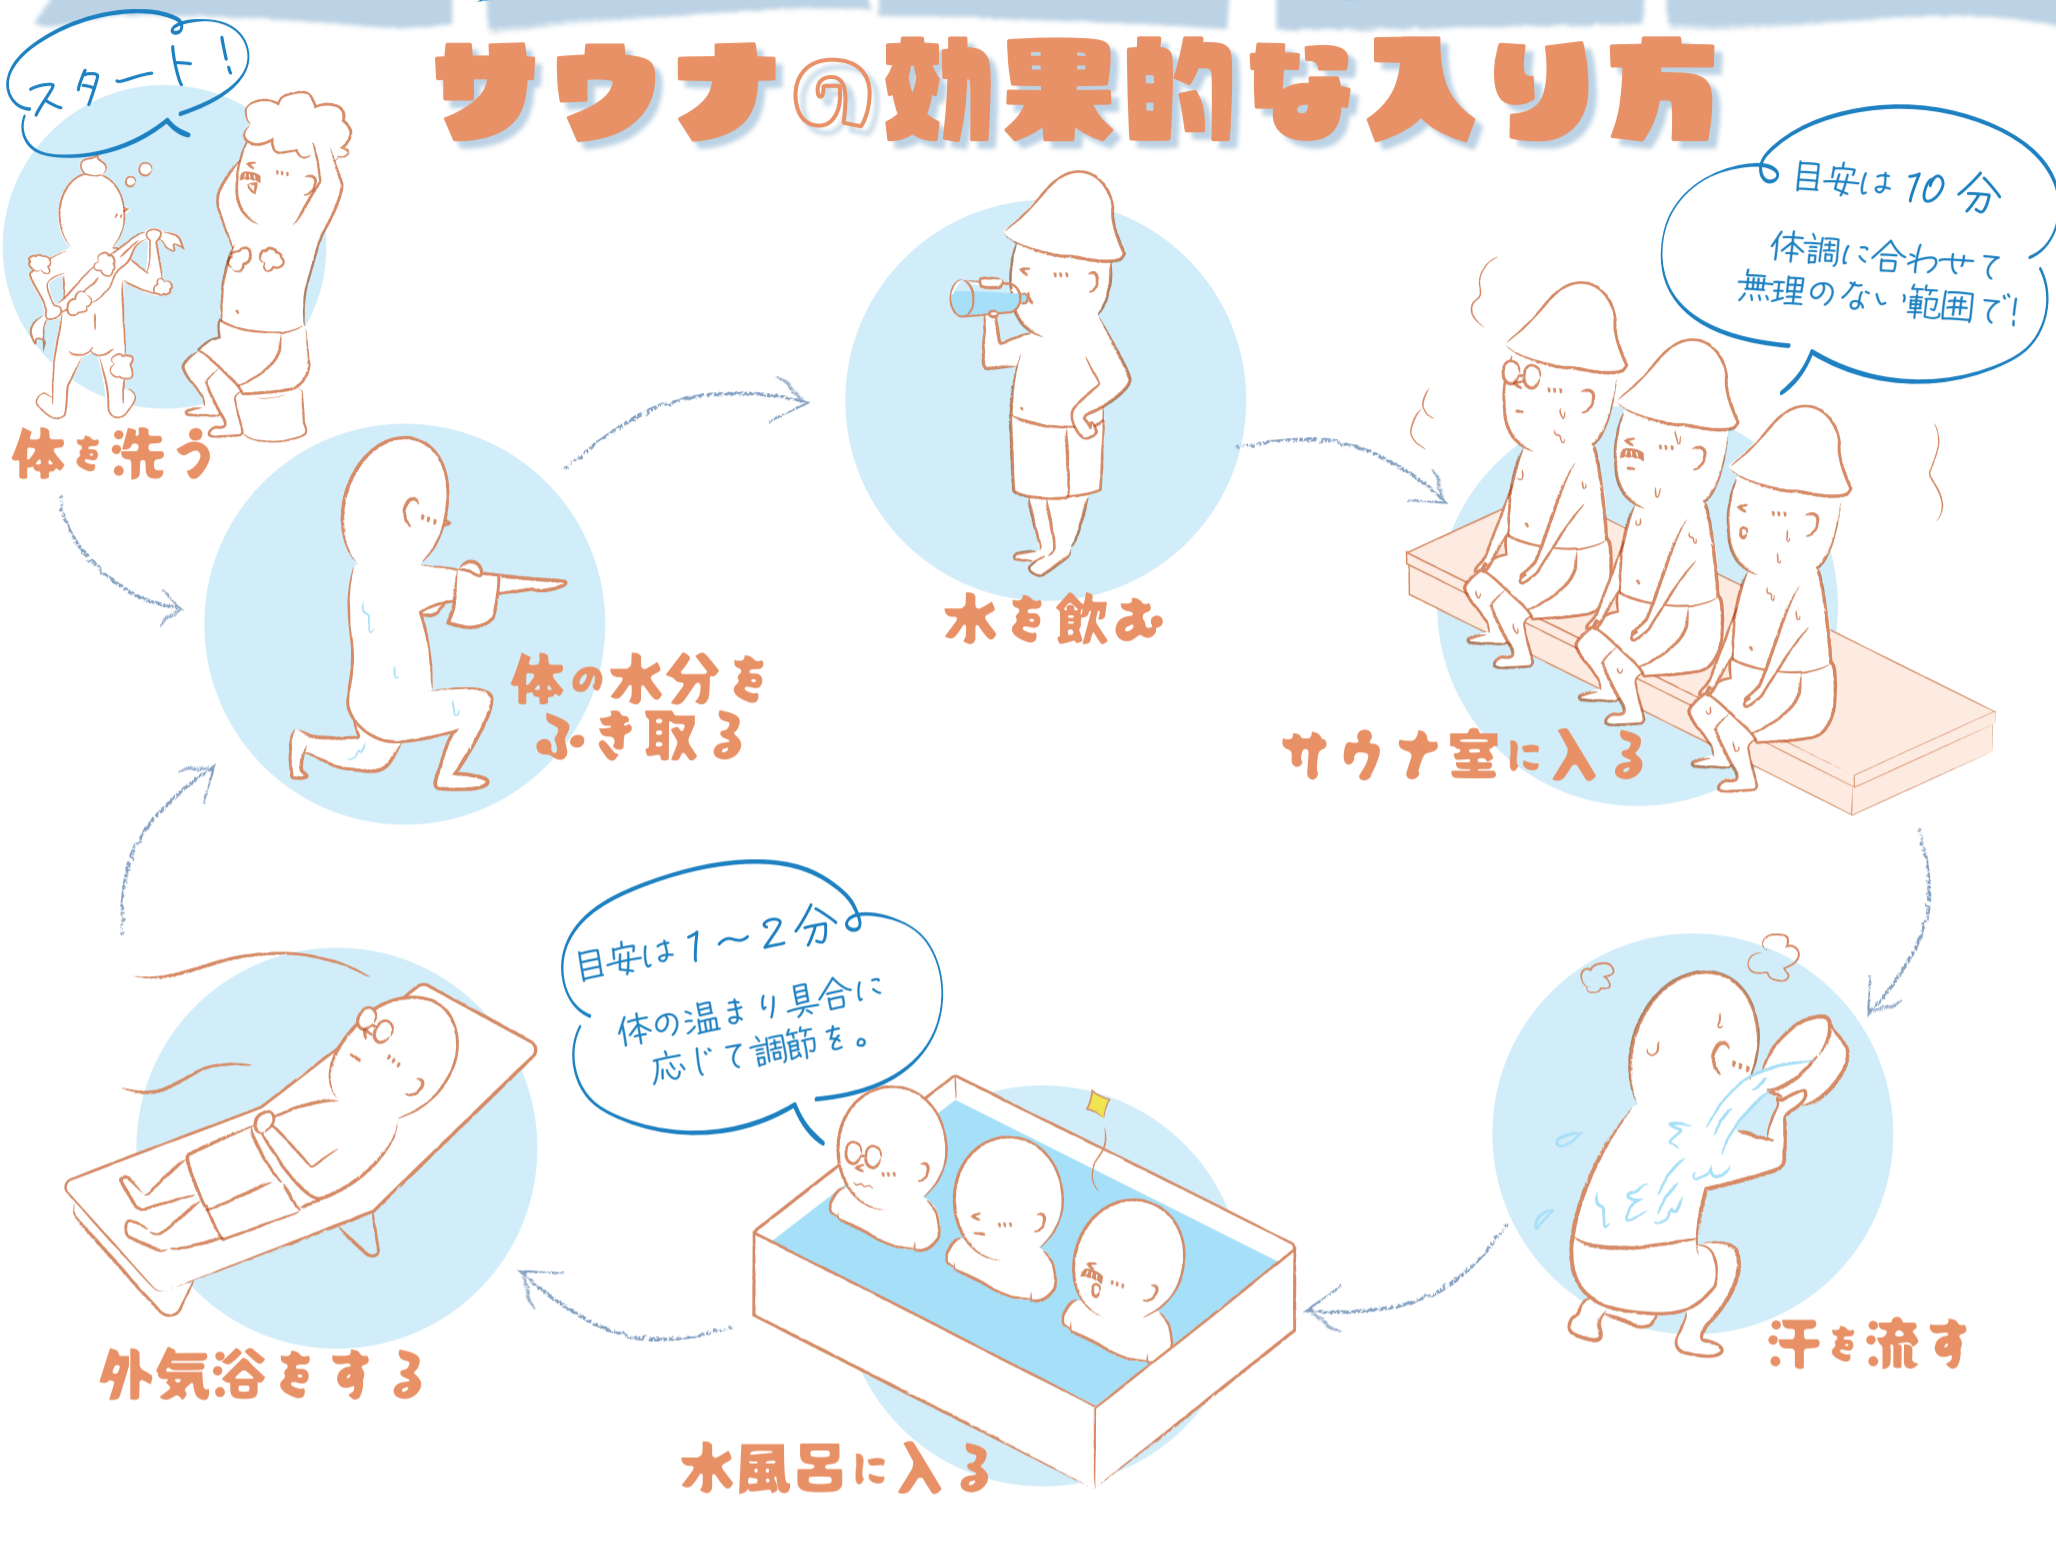 サウナの効果的な入り方
スタート!
体を洗う
体の水分を
ふき取る
水を飲む
目安は10分
体調に合わせて
無理のない範囲で!
サウナ室に入る
汗を流す
目安は1〜2分
体の温まり具合に
応じて調節を。
水風呂に入る
外気浴をする